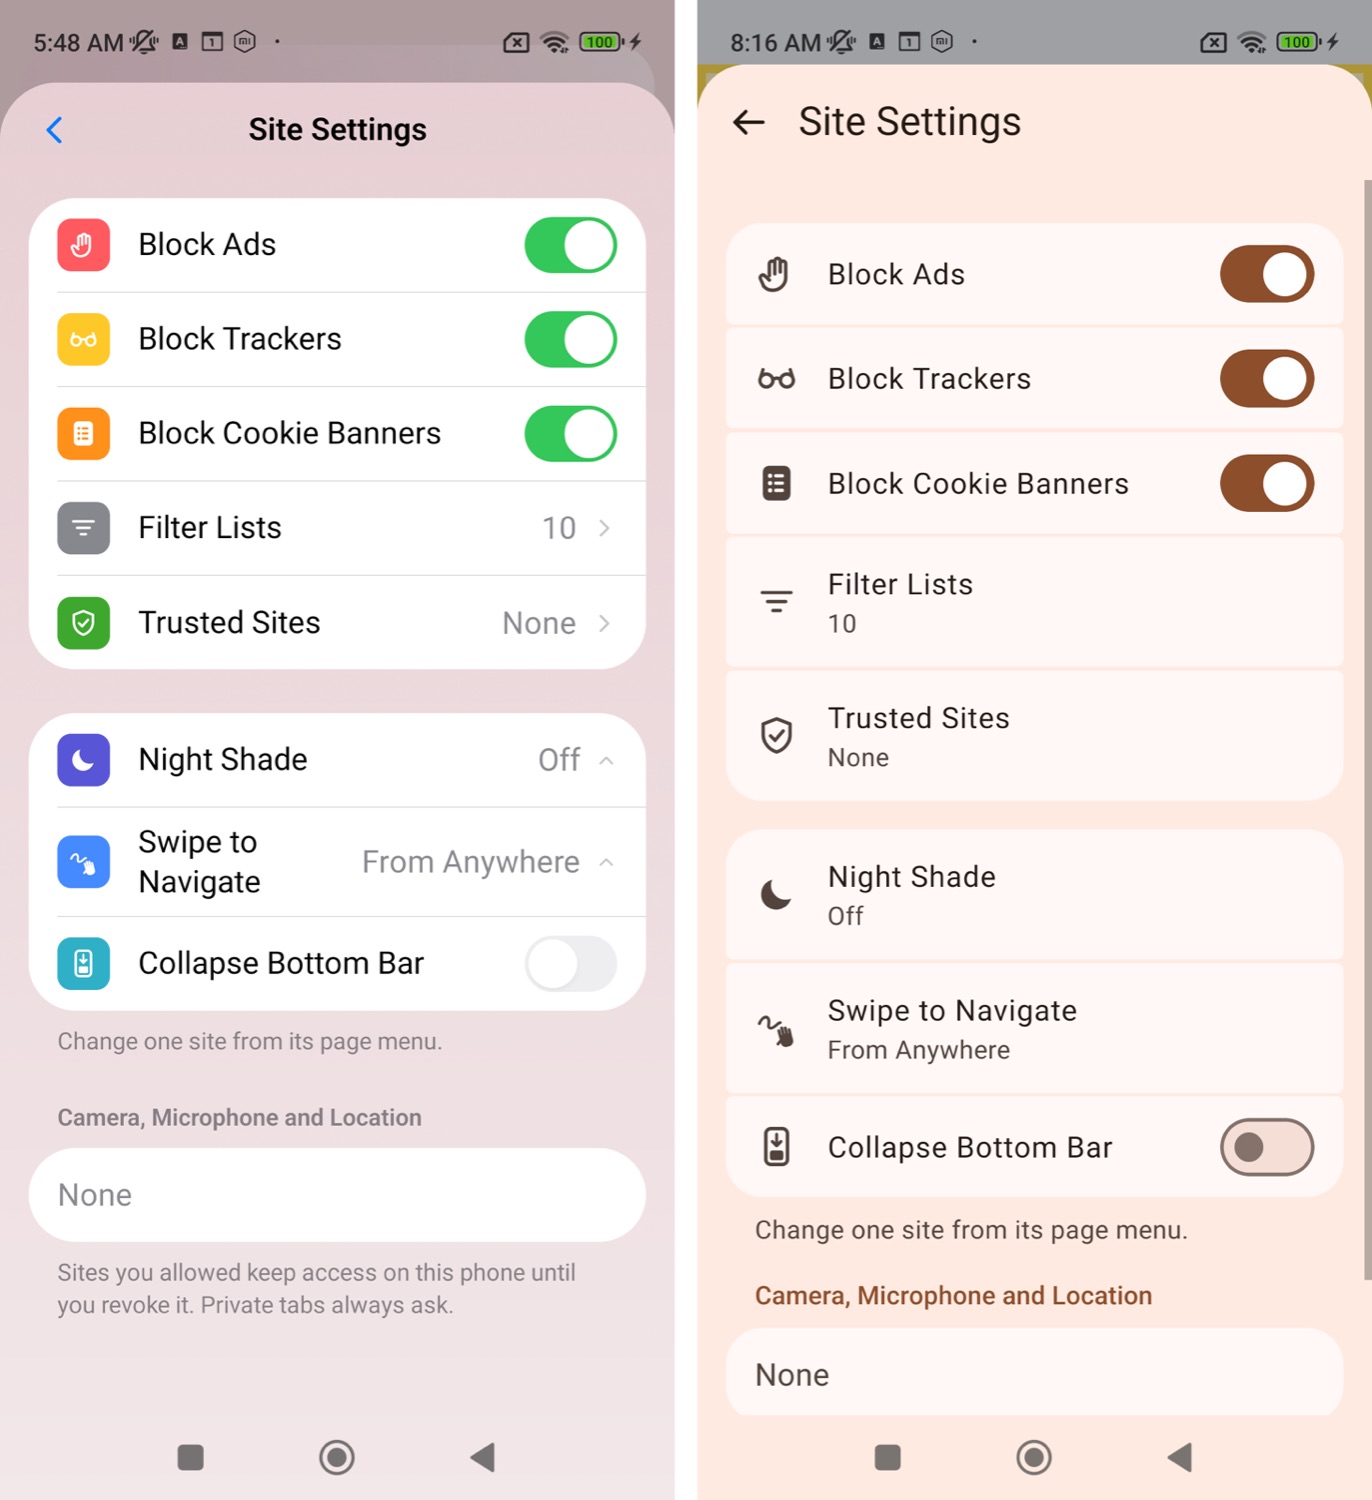 5:48 AM
100
Site Settings
Block Ads
Block Trackers
Block Cookie Banners
Filter Lists 10
Trusted Sites None
Night Shade Off
Swipe to
Navigate From Anywhere
Collapse Bottom Bar
Change one site from its page menu.
Camera, Microphone and Location
None
Sites you allowed keep access on this phone until
you revoke it. Private tabs always ask.
8:16 AM
100
Site Settings
Block Ads
Block Trackers
Block Cookie Banners
Filter Lists
10
Trusted Sites
None
Night Shade
Off
Swipe to Navigate
From Anywhere
Collapse Bottom Bar
Change one site from its page menu.
Camera, Microphone and Location
None